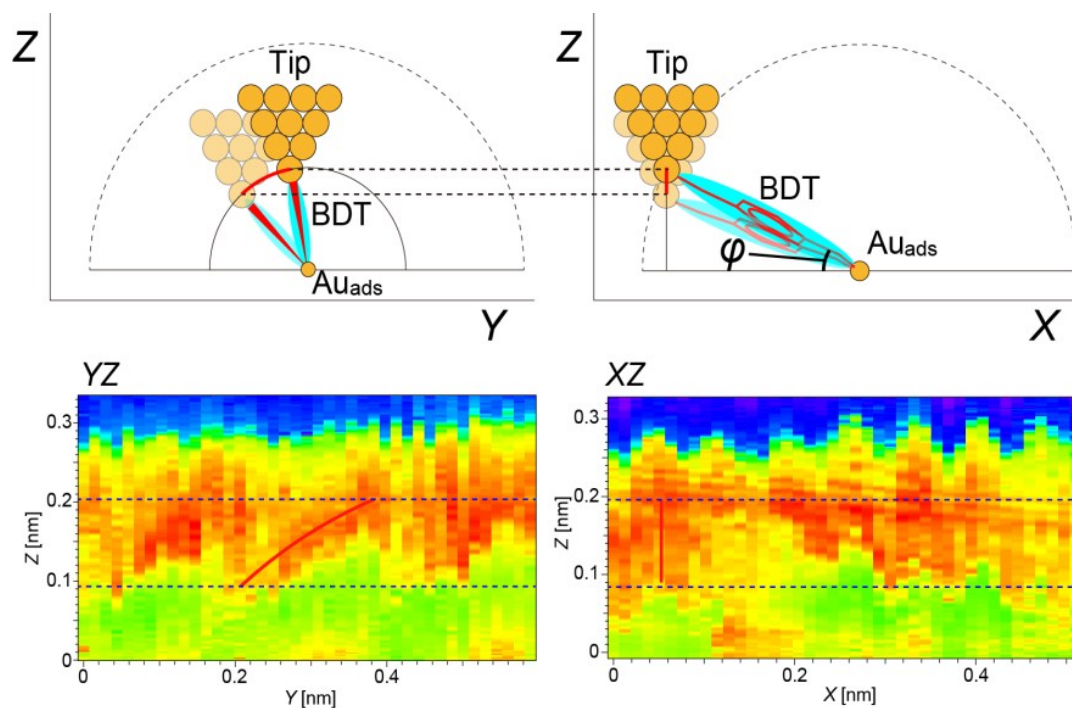 Z
Tip
BDT
Au_ads
Y
Z
Tip
BDT
φ
Au_ads
X
YZ
0.3
0.2
0.1
0
Z [nm]
0
0.2
0.4
Y [nm]
XZ
0.3
0.2
0.1
0
Z [nm]
0
0.2
0.4
X [nm]